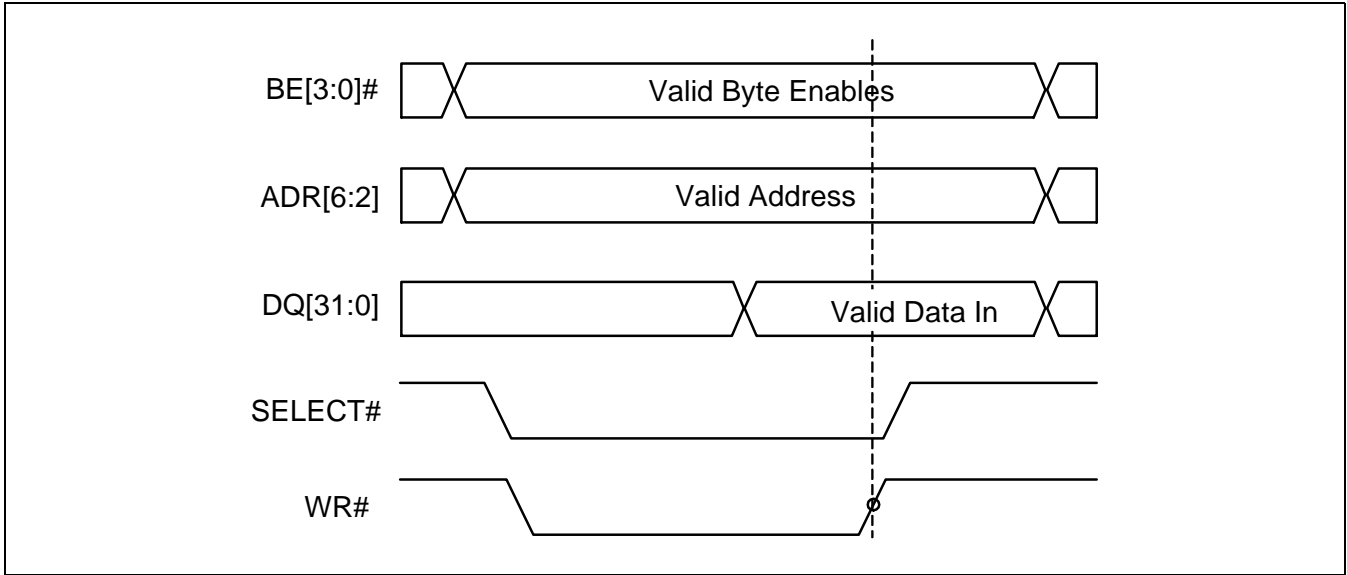 BE[3:0]# Valid Byte Enables
ADR[6:2] Valid Address
DQ[31:0] Valid Data In
SELECT#
WR#